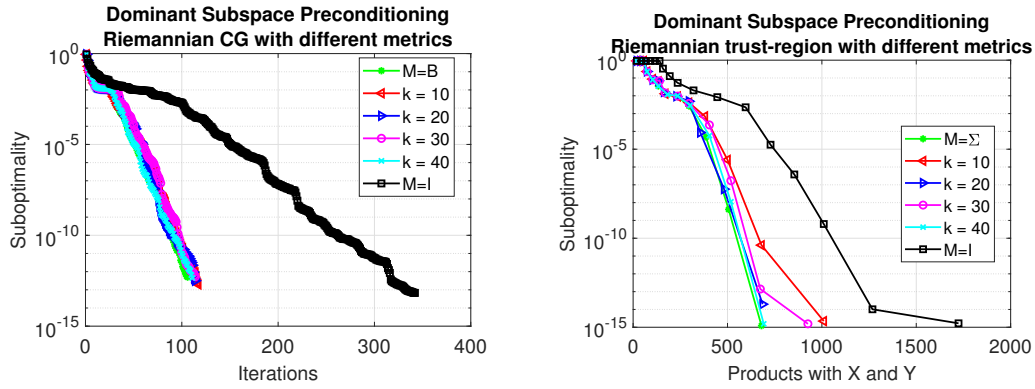 Dominant Subspace Preconditioning
Riemannian CG with different metrics
10^0
10^-5
10^-10
10^-15
Suboptimality
0
100
200
300
400
Iterations
M=B
k = 10
k = 20
k = 30
k = 40
M=I
Dominant Subspace Preconditioning
Riemannian trust-region with different metrics
10^0
10^-5
10^-10
10^-15
Suboptimality
0
500
1000
1500
2000
Products with X and Y
M=Σ
k = 10
k = 20
k = 30
k = 40
M=I